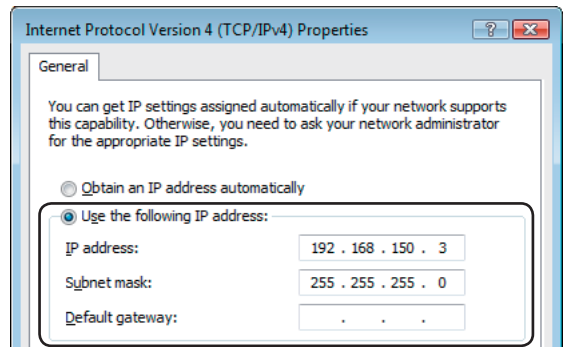 Internet Protocol Version 4 (TCP/IPv4) Properties
General
You can get IP settings assigned automatically if your network supports
this capability. Otherwise, you need to ask your network administrator
for the appropriate IP settings.
Obtain an IP address automatically
Use the following IP address:
IP address: 192 . 168 . 150 . 3
Subnet mask: 255 . 255 . 255 . 0
Default gateway: . . .